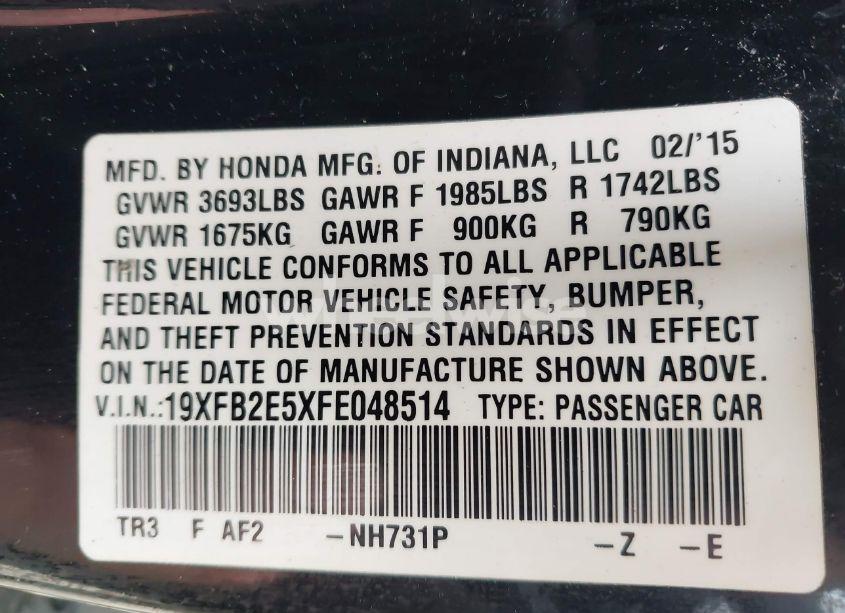 MFD. BY HONDA MFG. OF INDIANA, LLC 02/'15
GVWR 3693LBS GAWR F 1985LBS R 1742LBS
GVWR 1675KG GAWR F 900KG R 790KG
THIS VEHICLE CONFORMS TO ALL APPLICABLE
FEDERAL MOTOR VEHICLE SAFETY, BUMPER,
AND THEFT PREVENTION STANDARDS IN EFFECT
ON THE DATE OF MANUFACTURE SHOWN ABOVE.
V.I.N.:19XFB2E5XFE048514 TYPE: PASSENGER CAR
TR3 F AF2 -NH731P -Z -E